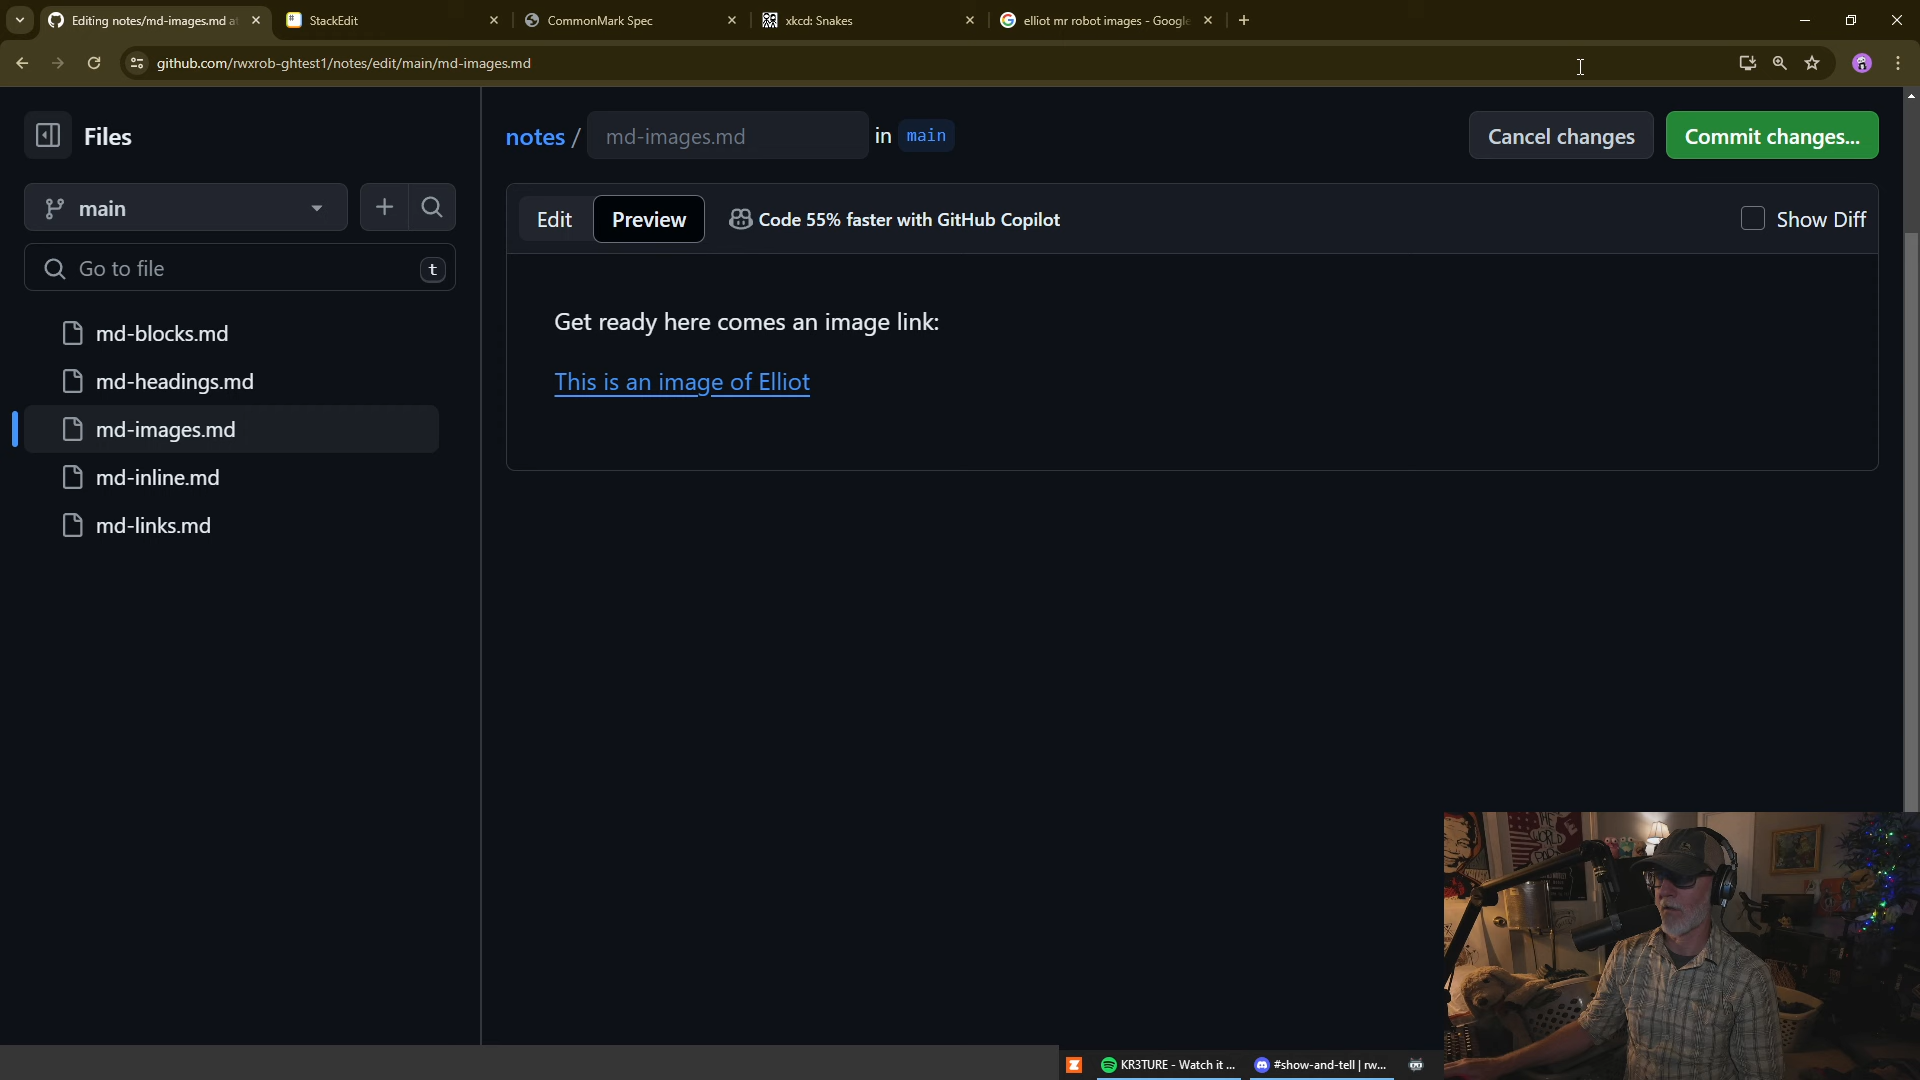 Editing notes/md-images.md a
StackEdit
CommonMark Spec
xkcd: Snakes
elliot mr robot images - Google
github.com/rwxrob-ghtest1/notes/edit/main/md-images.md
Files
notes / md-images.md in main
Cancel changes
Commit changes...
main
Edit
Preview
Code 55% faster with GitHub Copilot
Show Diff
Go to file
t
md-blocks.md
md-headings.md
md-images.md
md-inline.md
md-links.md
Get ready here comes an image link:
This is an image of Elliot
KR3TURE - Watch it ...
#show-and-tell | rw...